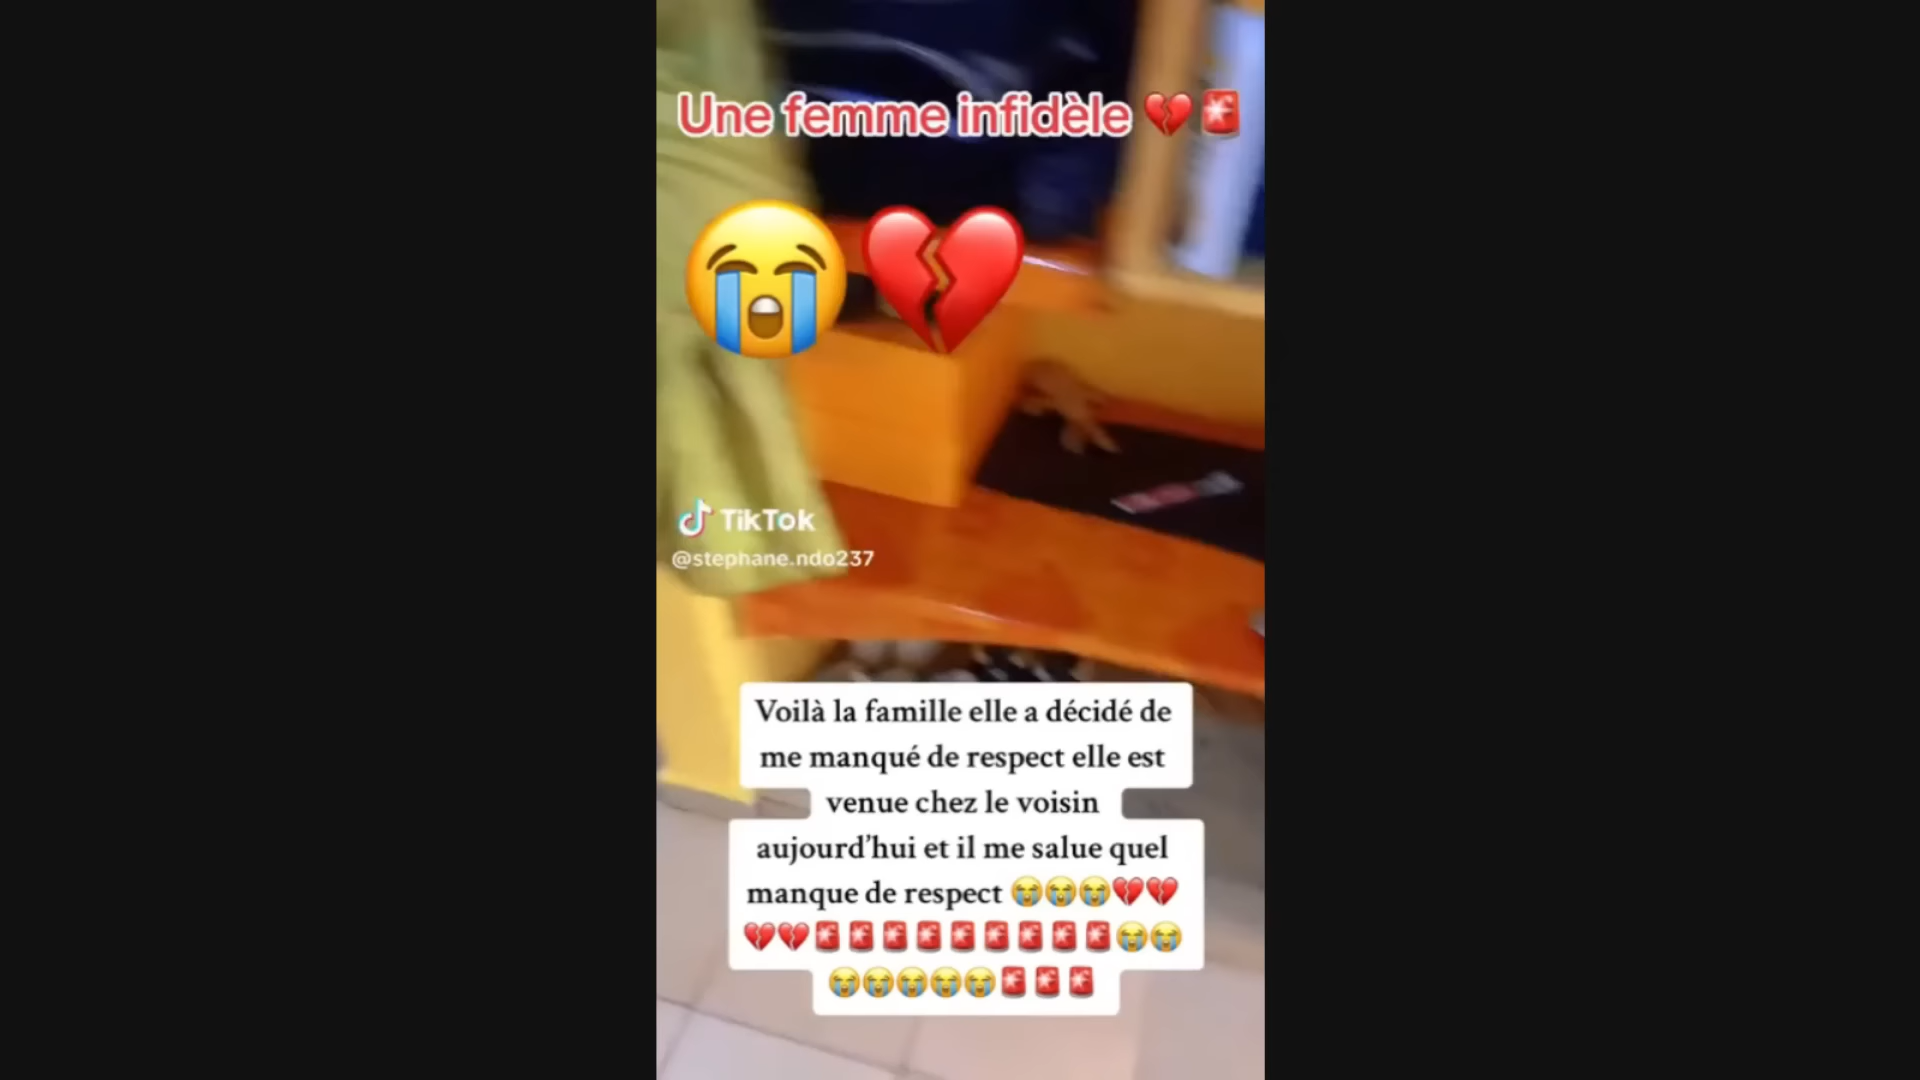 Une femme infidèle 💔🚨
😭💔
TikTok
@stephane.ndo237
Voilà la famille elle a décidé de
me manqué de respect elle est
venue chez le voisin
aujourd’hui et il me salue quel
manque de respect 😭😭😭💔💔
💔💔🚨🚨🚨🚨🚨🚨🚨🚨🚨😭😭
😭😭😭😭😭🚨🚨🚨